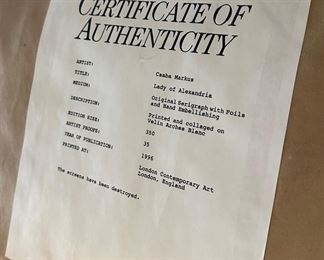 CERTIFICATE OF
AUTHENTICITY
ARTIST: Csaba Markus
TITLE: Lady of Alexandria
MEDIUM: Original Serigraph with Foils
and Hand Embellishing
DESCRIPTION: Printed and collaged on
Velin Arches Blanc
EDITION SIZE: 350
ARTIST PROOFS: 35
YEAR OF PUBLICATION: 1996
PRINTED AT: London Contemporary Art
London, England
The screens have been destroyed.